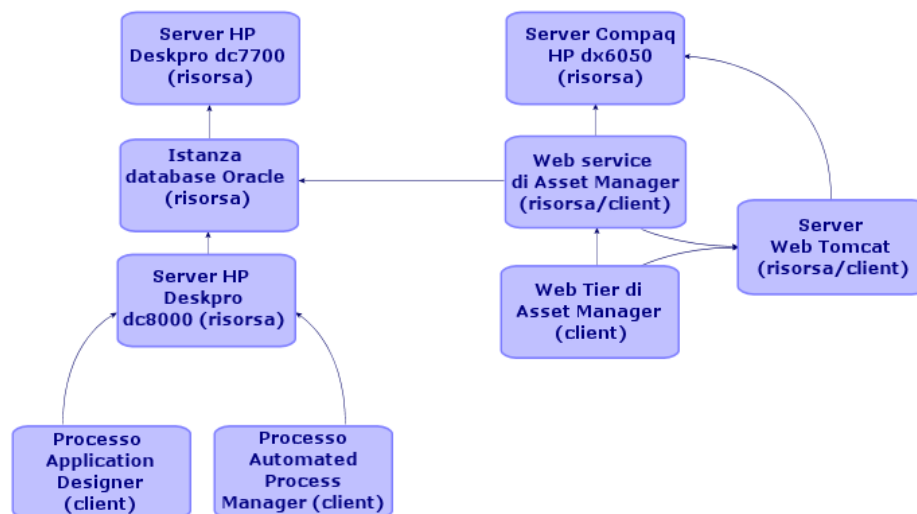 Server HP
Deskpro dc7700
(risorsa)
Server Compaq
HP dx6050
(risorsa)
Istanza
database Oracle
(risorsa)
Web service
di Asset Manager
(risorsa/client)
Server
Web Tomcat
(risorsa/client)
Server HP
Deskpro
dc8000 (risorsa)
Web Tier di
Asset Manager
(client)
Processo
Application
Designer
(client)
Processo
Automated
Process
Manager (client)